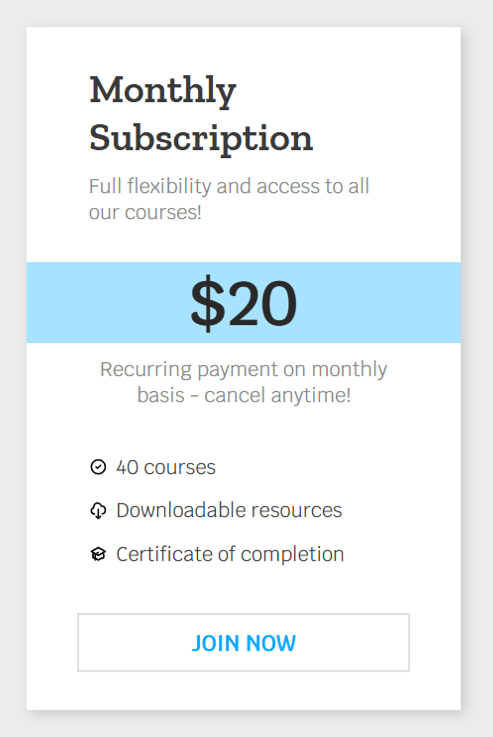 Monthly
Subscription
Full flexibility and access to all
our courses!
$20
Recurring payment on monthly
basis - cancel anytime!
40 courses
Downloadable resources
Certificate of completion
JOIN NOW